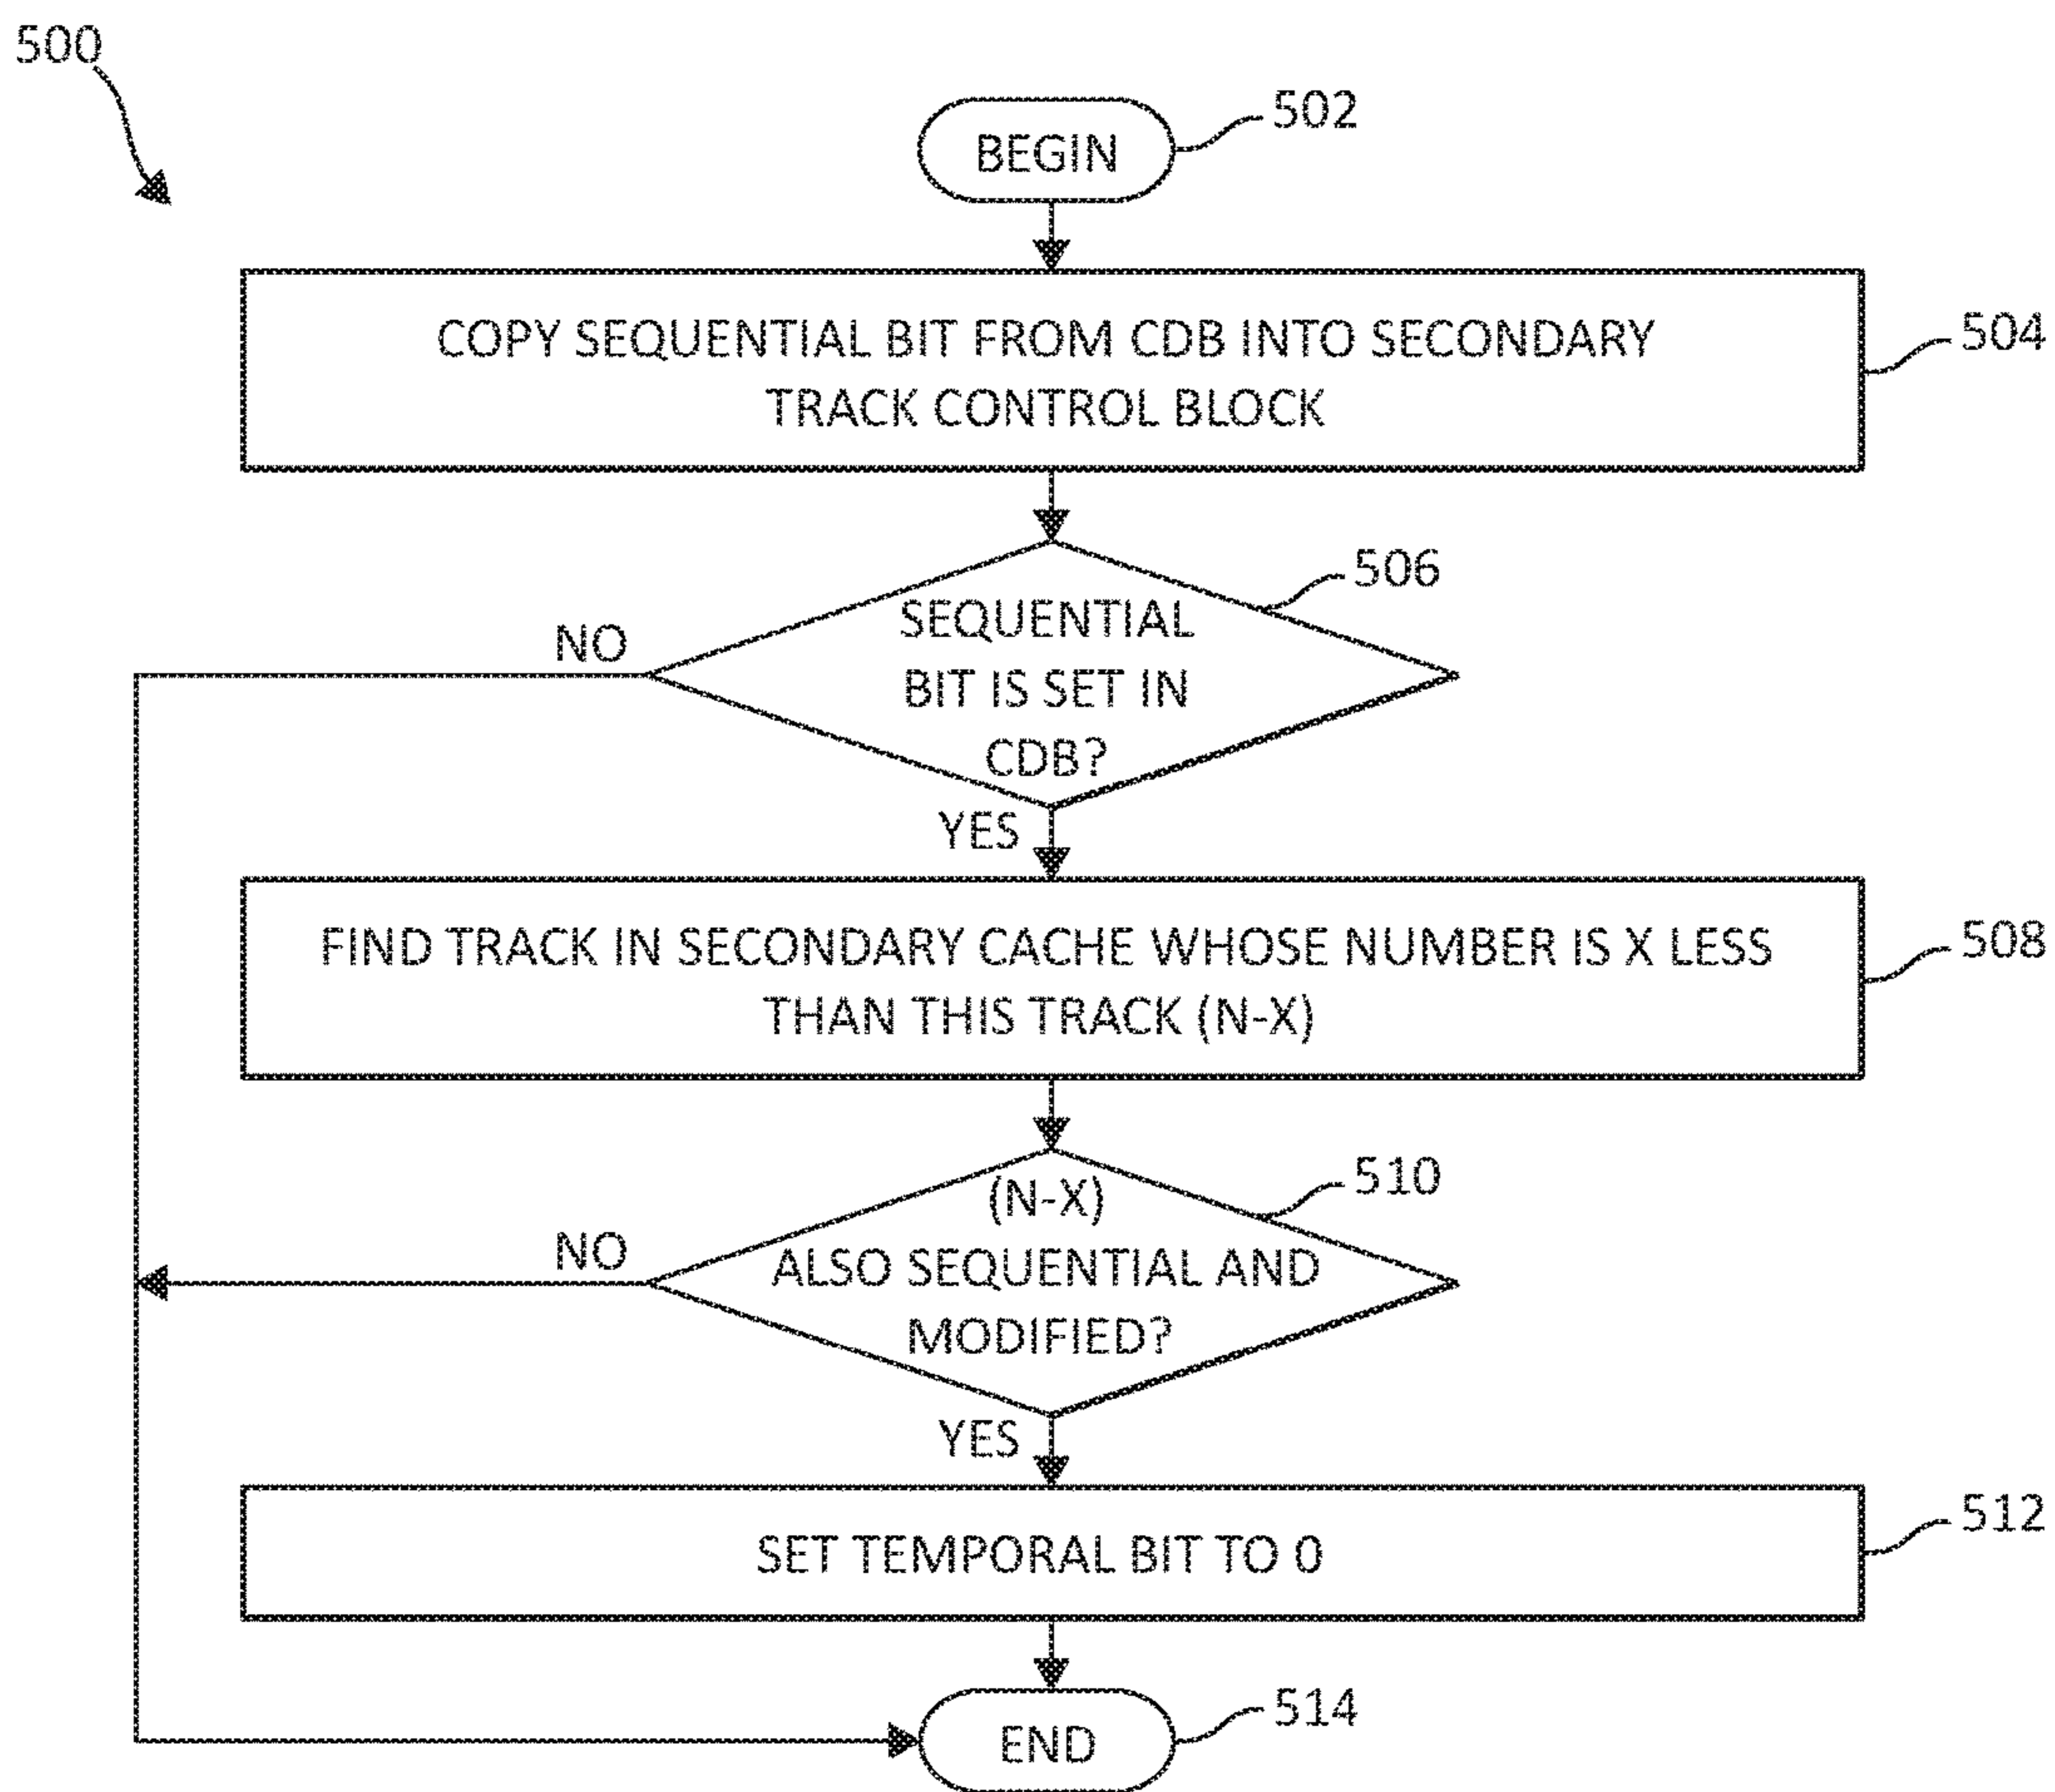 500
BEGIN
502
COPY SEQUENTIAL BIT FROM CDB INTO SECONDARY
TRACK CONTROL BLOCK
504
506
SEQUENTIAL
BIT IS SET IN
CDB?
NO
YES
FIND TRACK IN SECONDARY CACHE WHOSE NUMBER IS X LESS
THAN THIS TRACK (N-X)
508
510
(N-X)
ALSO SEQUENTIAL AND
MODIFIED?
NO
YES
SET TEMPORAL BIT TO 0
512
END
514